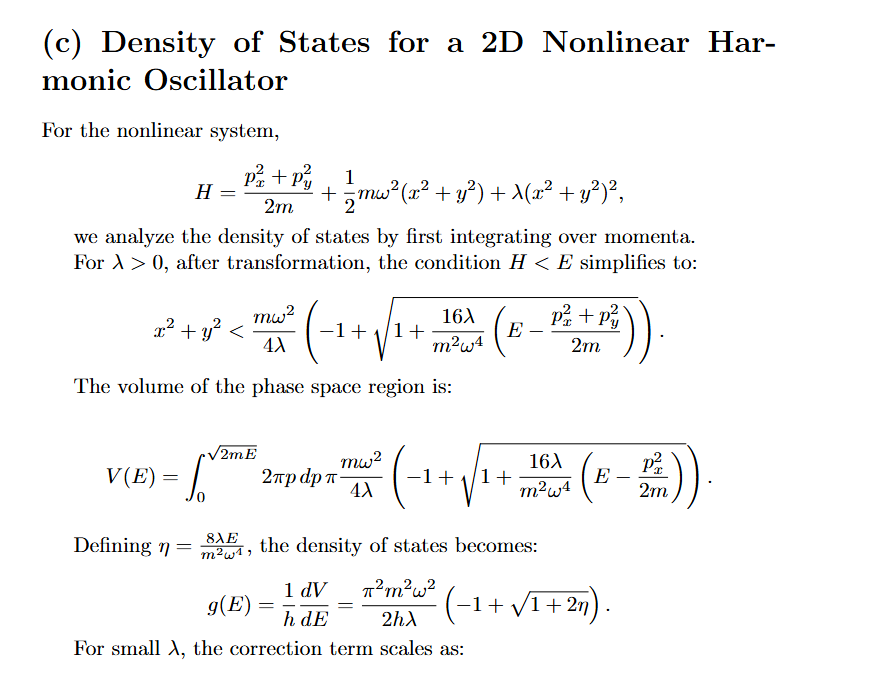 (c) Density of States for a 2D Nonlinear Har-
monic Oscillator
For the nonlinear system,
$$H = \frac{p_x^2 + p_y^2}{2m} + \frac{1}{2}m\omega^2(x^2 + y^2) + \lambda(x^2 + y^2)^2,$$
we analyze the density of states by first integrating over momenta.
For λ > 0, after transformation, the condition H < E simplifies to:
$$x^2 + y^2 < \frac{m\omega^2}{4\lambda}\left(-1 + \sqrt{1 + \frac{16\lambda}{m^2\omega^4}\left(E - \frac{p_x^2 + p_y^2}{2m}\right)}\right).$$
The volume of the phase space region is:
$$V(E) = \int_0^{\sqrt{2mE}} 2\pi p\,dp\,\pi\frac{m\omega^2}{4\lambda}\left(-1 + \sqrt{1 + \frac{16\lambda}{m^2\omega^4}\left(E - \frac{p_x^2}{2m}\right)}\right).$$
Defining $\eta = \frac{8\lambda E}{m^2\omega^4}$, the density of states becomes:
$$g(E) = \frac{1}{h}\frac{dV}{dE} = \frac{\pi^2 m^2\omega^2}{2h\lambda}\left(-1 + \sqrt{1 + 2\eta}\right).$$
For small λ, the correction term scales as: